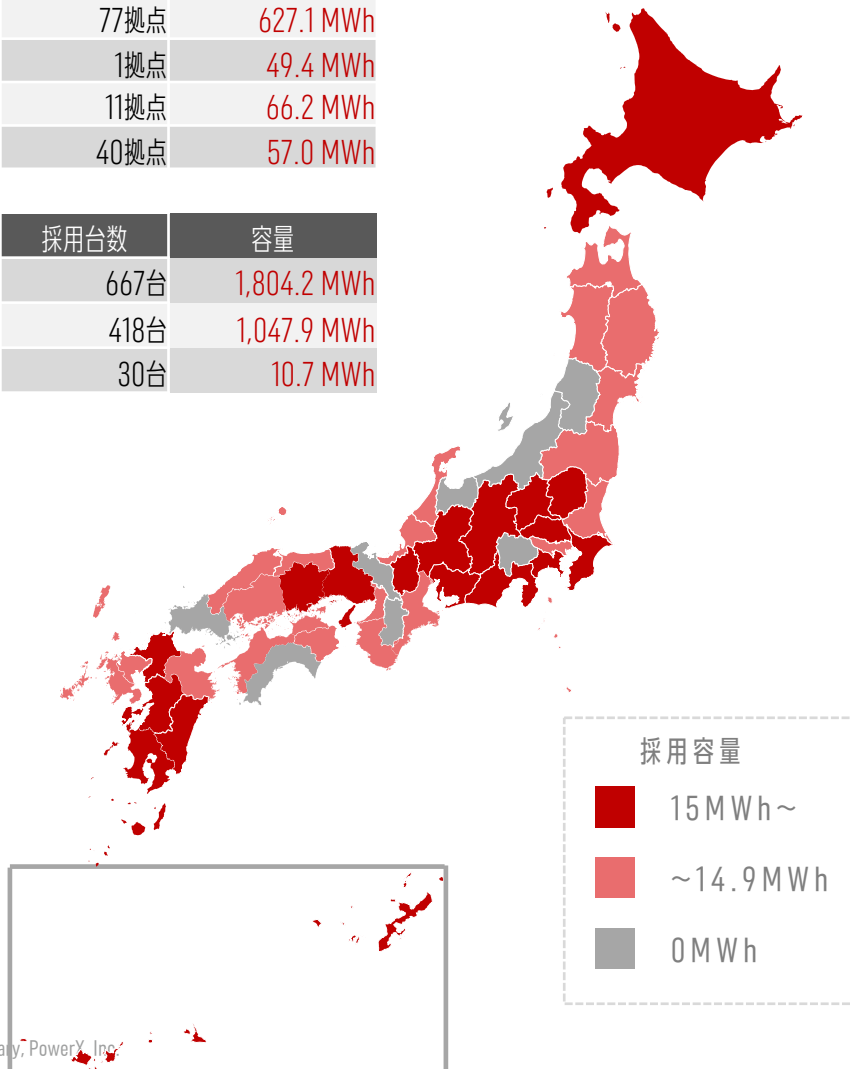 77拠点 627.1 MWh
1拠点 49.4 MWh
11拠点 66.2 MWh
40拠点 57.0 MWh
採用台数 容量
667台 1,804.2 MWh
418台 1,047.9 MWh
30台 10.7 MWh
採用容量
15MWh~
~14.9MWh
0MWh
PowerX, Inc.